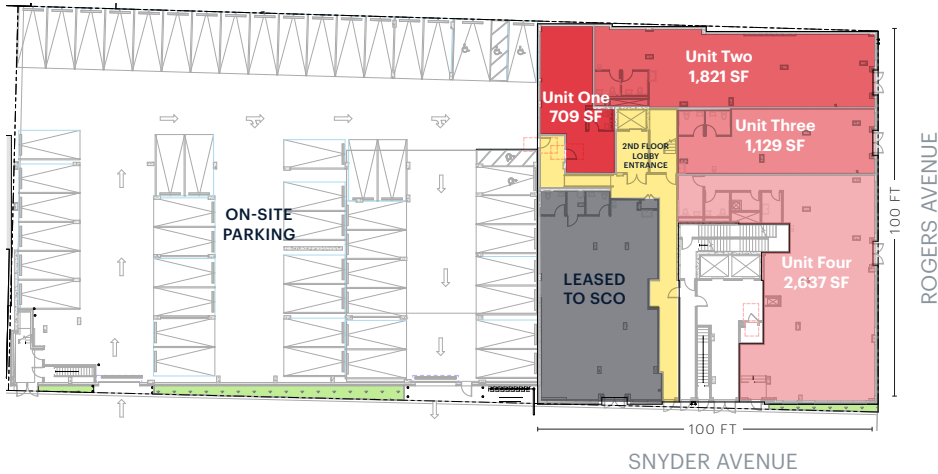 Unit Two
1,821 SF
Unit One
709 SF
Unit Three
1,129 SF
2ND FLOOR
LOBBY
ENTRANCE
ON-SITE
PARKING
LEASED
TO SCO
Unit Four
2,637 SF
100 FT
ROGERS AVENUE
100 FT
SNYDER AVENUE